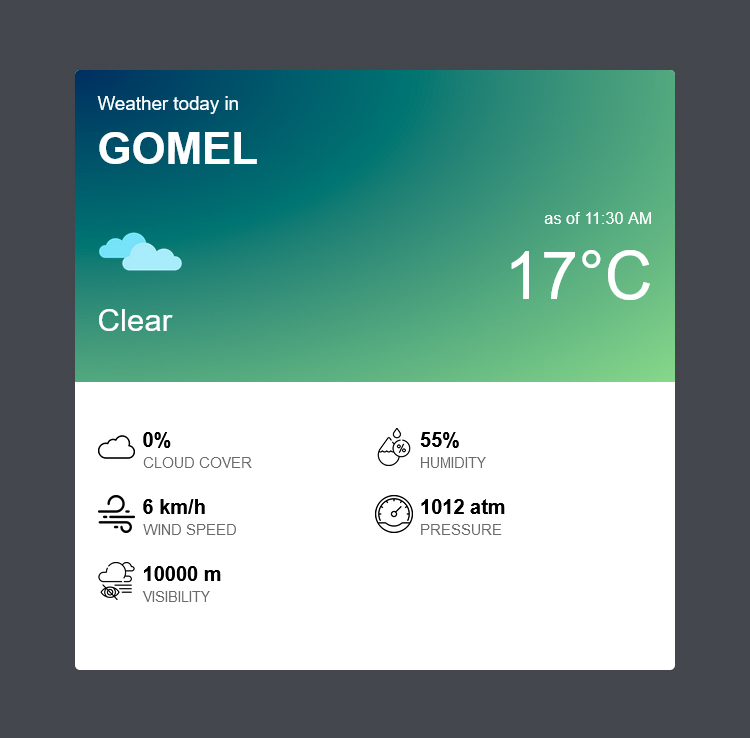 Weather today in
GOMEL
as of 11:30 AM
17°C
Clear
0%
CLOUD COVER
55%
HUMIDITY
6 km/h
WIND SPEED
1012 atm
PRESSURE
10000 m
VISIBILITY